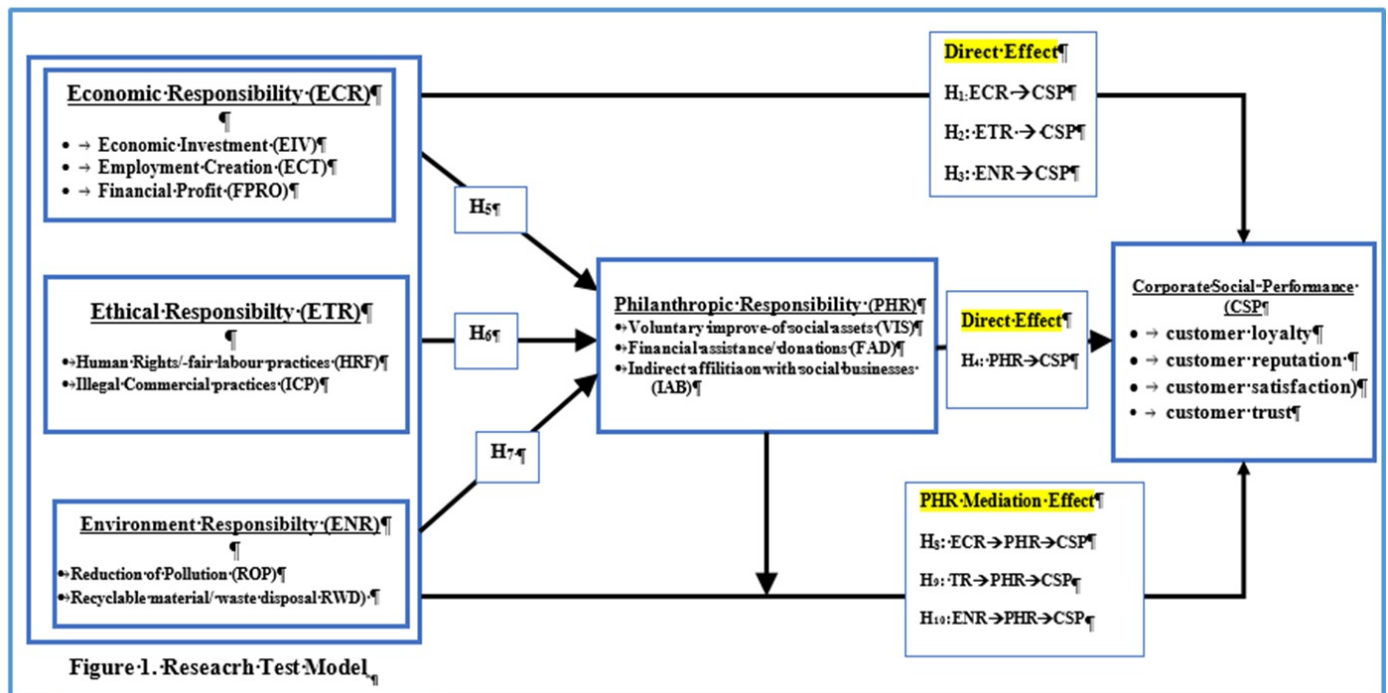 Economic·Responsibility·(ECR)¶
¶
• → Economic·Investment·(EIV)¶
• → Employment·Creation·(ECT)¶
• → Financial·Profit·(FPRO)¶
Ethical·Responsibilty·(ETR)¶
¶
•→Human·Rights/·fair·labour·practices·(HRF)¶
•→Illegal·Commercial·practices·(ICP)¶
Environment·Responsibilty·(ENR)¶
¶
•→Reduction·of·Pollution·(ROP)¶
•→Recyclable·material/·waste·disposal·RWD)·¶
H₅¶
H₆¶
H₇·¶
Philanthropic·Responsibility·(PHR)¶
•→Voluntary·improve·of·social·assets·(VIS)¶
•→Financial·assistance/·donations·(FAD)¶
•→Indirect·affilitiaon·with·social·businesses·
(IAB)¶
Direct·Effect¶
H₁:ECR→CSP¶
H₂:·ETR·→·CSP¶
H₃:·ENR→CSP¶
Direct·Effect¶
H₄:·PHR→CSP¶
PHR·Mediation·Effect¶
H₈:·ECR→PHR→CSP¶
H₉:·TR→PHR→CSP¶
H₁₀:ENR→PHR→CSP¶
Corporate·Social·-Performance·
(CSP¶
• → customer·loyalty¶
• → customer·reputation·¶
• → customer·satisfaction)¶
• → customer·trust¶
Figure·1.·Reseacrh·Test·Model¶